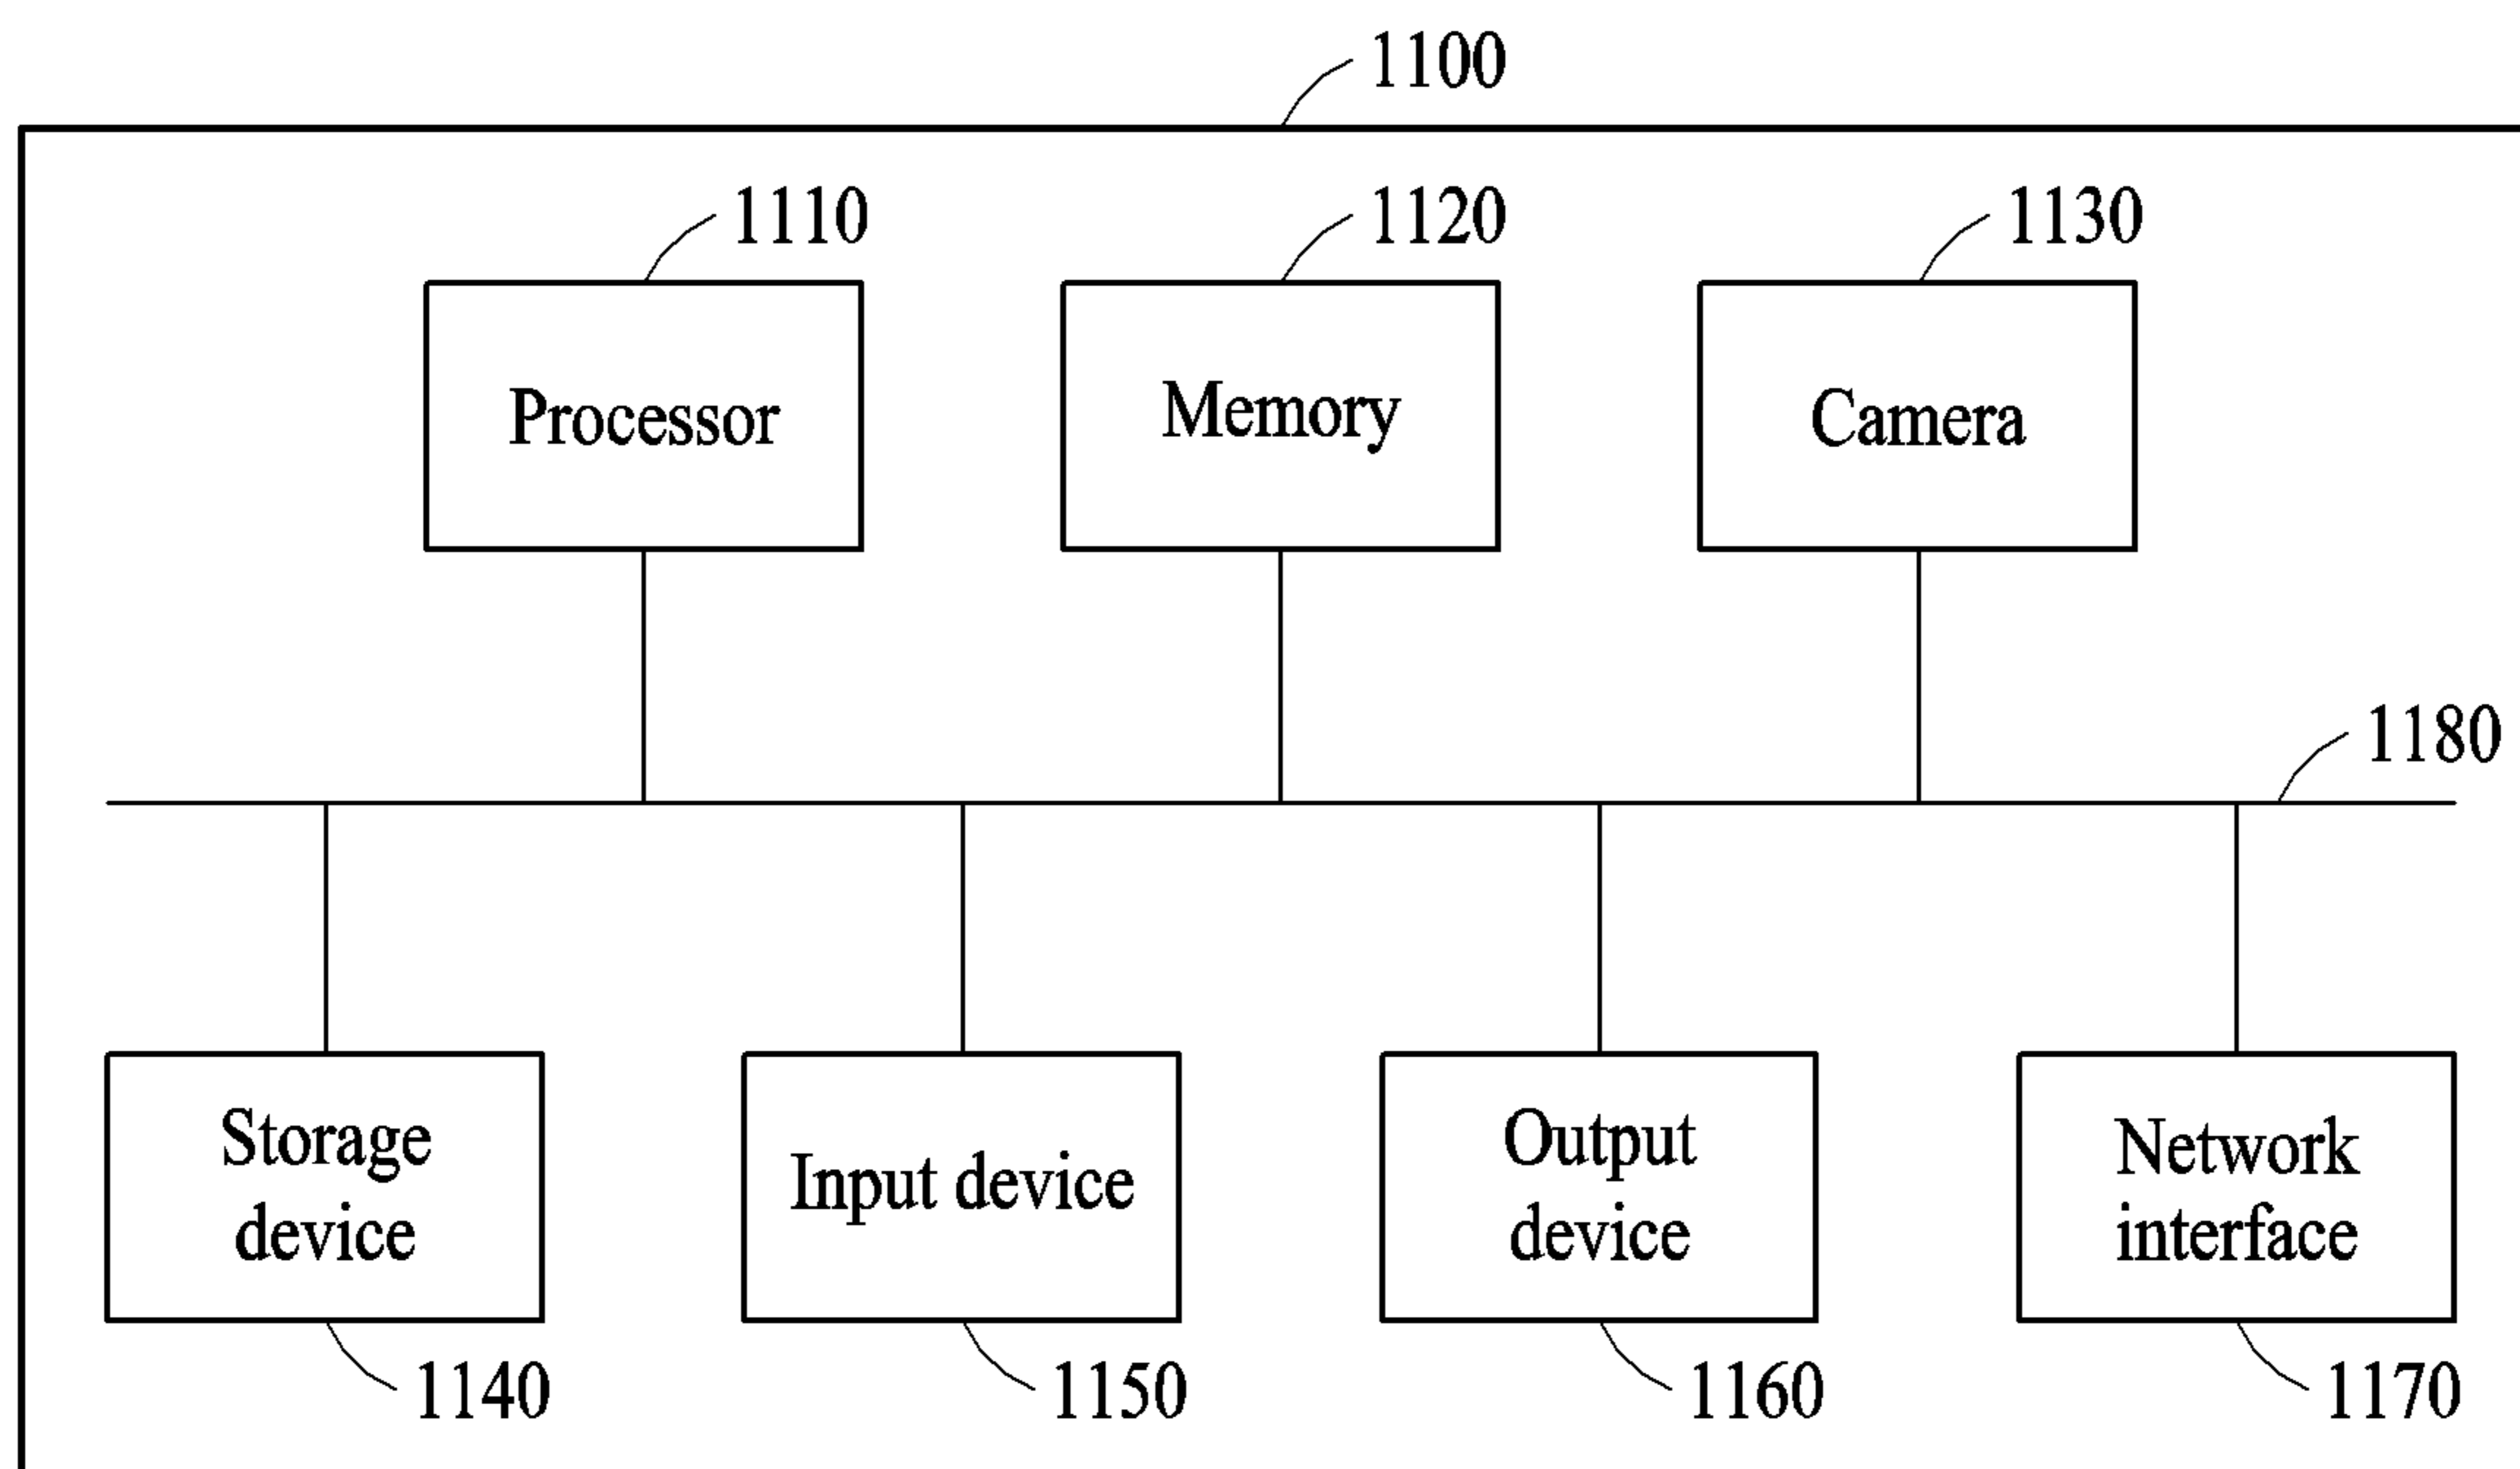 1100
1110
1120
1130
Processor
Memory
Camera
1180
Storage
device
Input device
Output
device
Network
interface
1140
1150
1160
1170